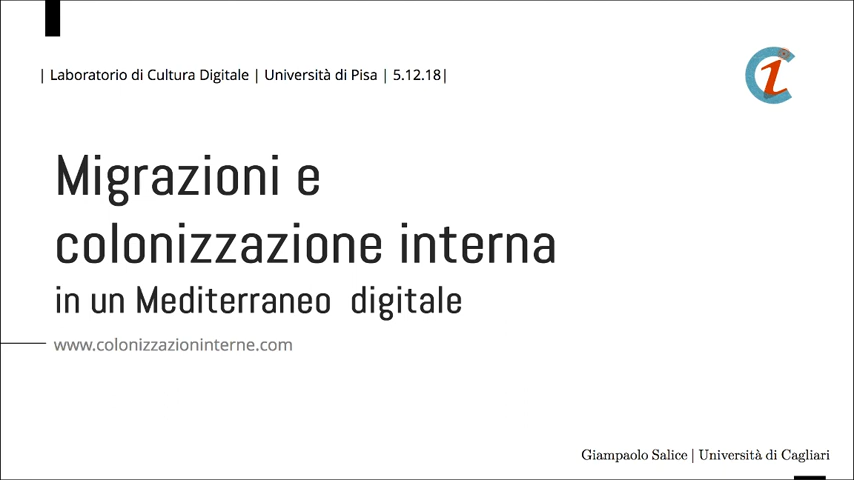 | Laboratorio di Cultura Digitale | Università di Pisa | 5.12.18|
Migrazioni e
colonizzazione interna
in un Mediterraneo digitale
www.colonizzazioninterne.com
Giampaolo Salice | Università di Cagliari